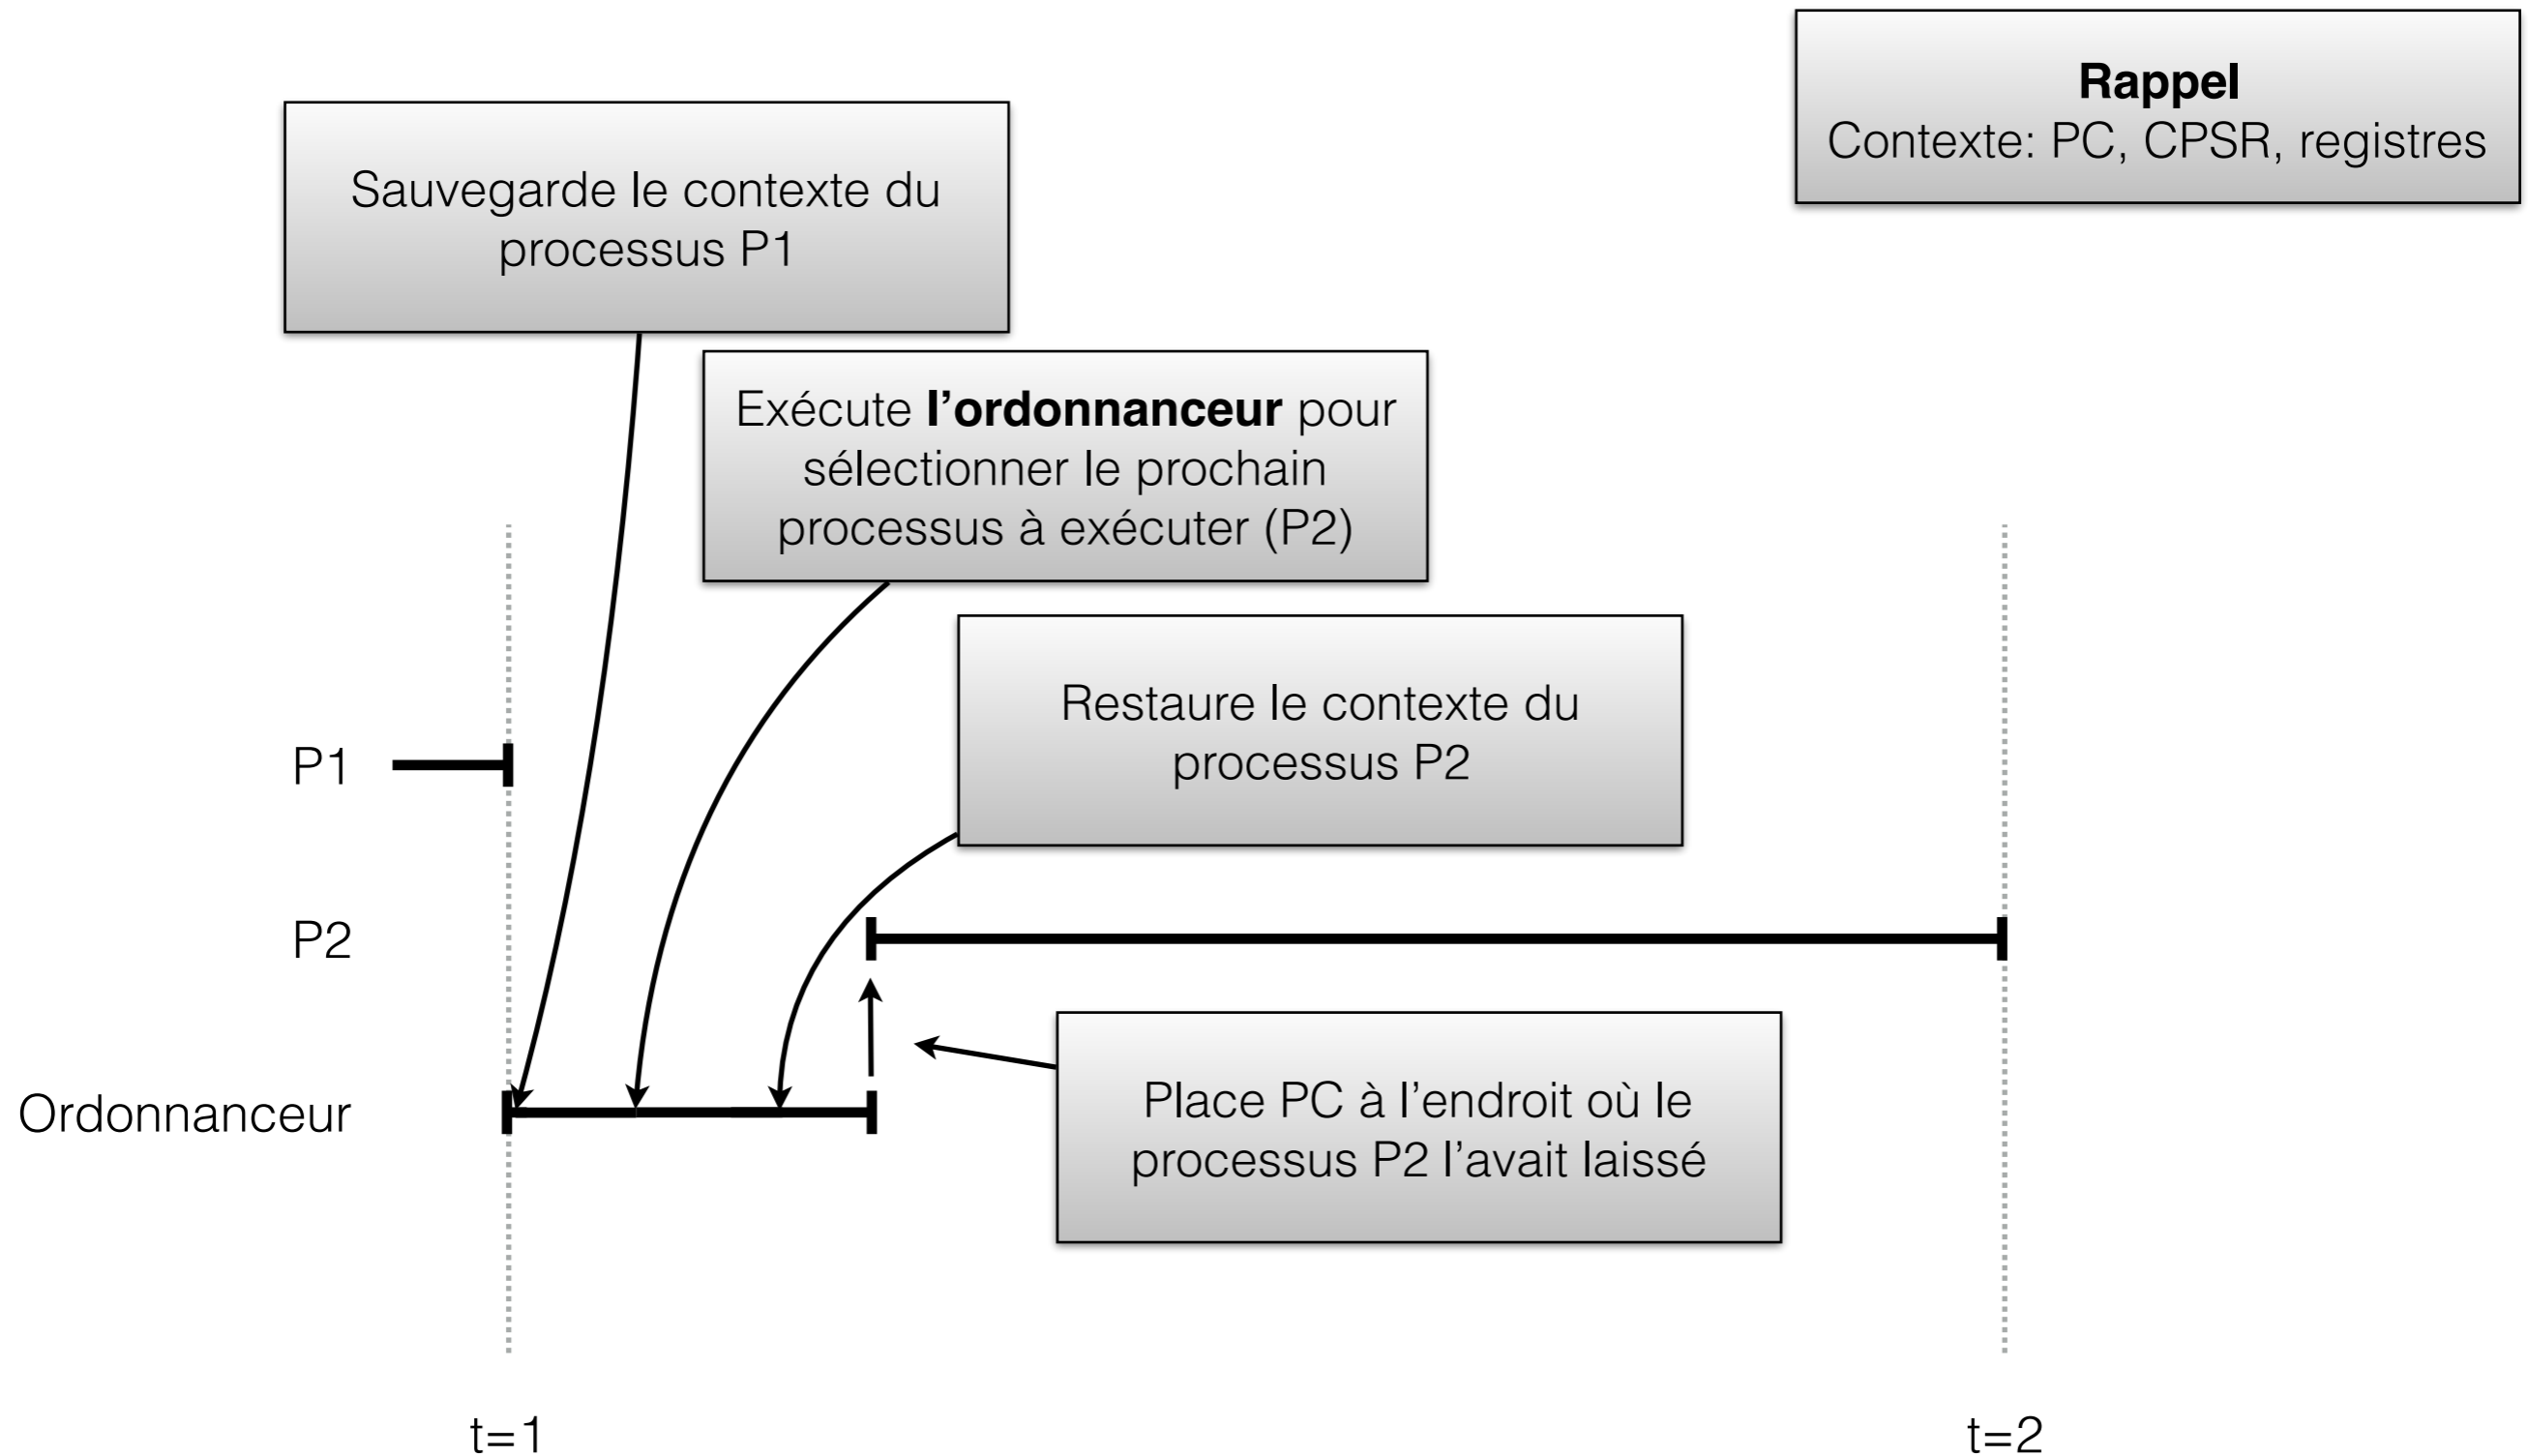 Rappel
Contexte: PC, CPSR, registres
Sauvegarde le contexte du
processus P1
Exécute l’ordonnanceur pour
sélectionner le prochain
processus à exécuter (P2)
Restaure le contexte du
processus P2
P1
P2
Place PC à l’endroit où le
processus P2 l’avait laissé
Ordonnanceur
t=1
t=2